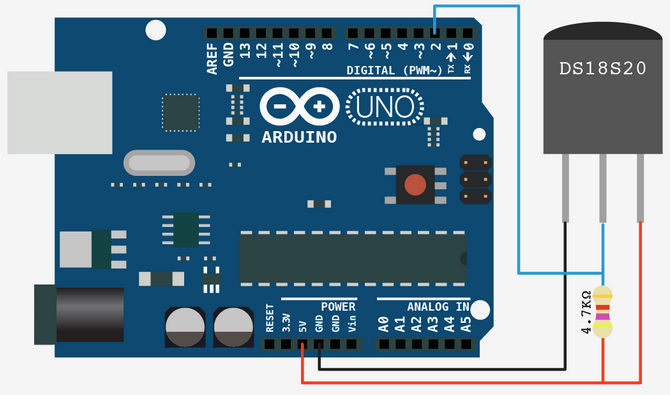 AREF
GND
13
12
~11
~10
~9
8
7
~6
~5
4
~3
2
TX→1
RX←0
DIGITAL (PWM~)
UNO
ARDUINO
DS18S20
4.7KΩ
POWER
RESET
3.3V
5V
GND
GND
Vin
ANALOG IN
A0
A1
A2
A3
A4
A5